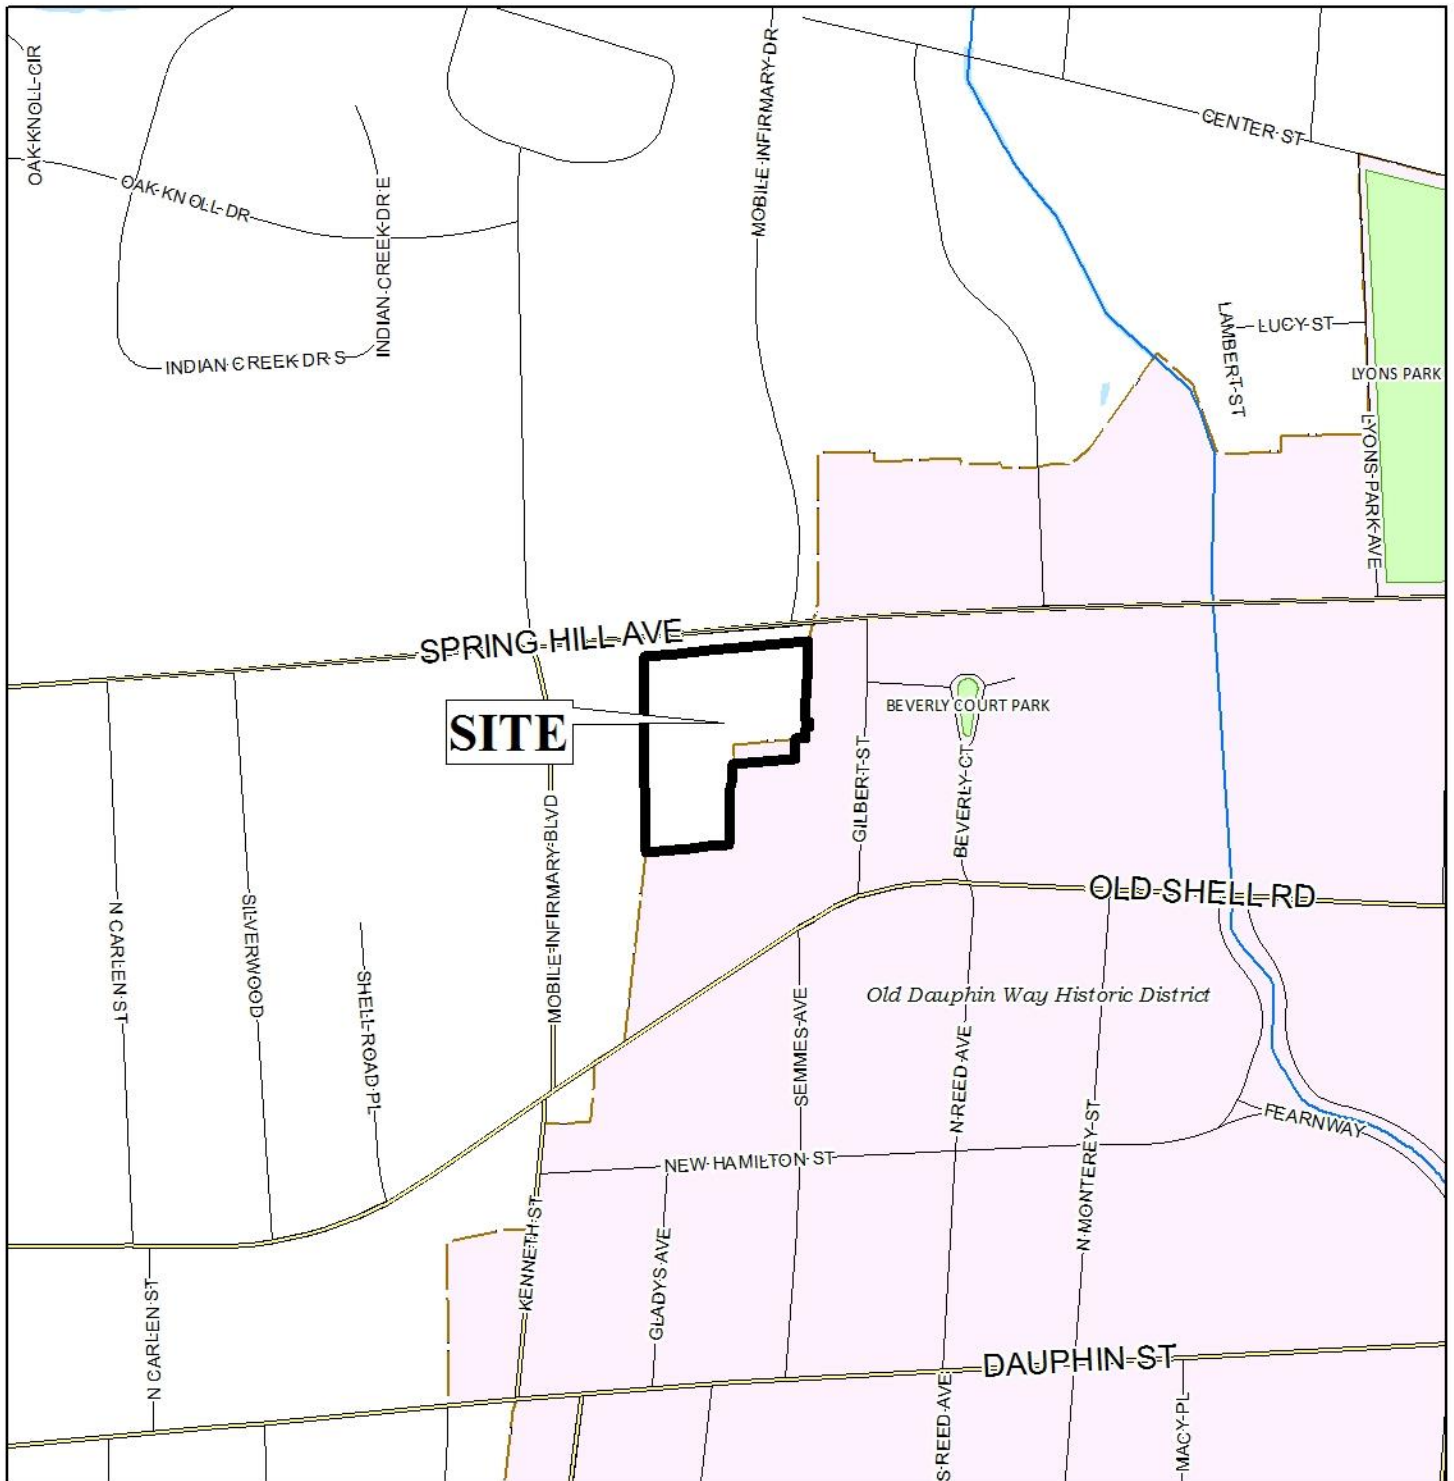 OAK KNOLL CIR
OAK KNOLL DR
INDIAN CREEK DR E
INDIAN CREEK DR S
MOBILE INFIRMARY DR
CENTER ST
LUCY ST
LAMBERT ST
LYONS PARK
LYONS PARK AVE
SPRING HILL AVE
SITE
BEVERLY COURT PARK
GILBERT ST
BEVERLY CT
MOBILE INFIRMARY BLVD
N CARLEN ST
SILVERWOOD
SHELL ROAD PL
OLD SHELL RD
Old Dauphin Way Historic District
SEMMES AVE
N REED AVE
N MONTEREY ST
FEARNWAY
NEW HAMILTON ST
KENNETH ST
GLADYS AVE
N CARLEN ST
DAUPHIN ST
S REED AVE
MACY PL